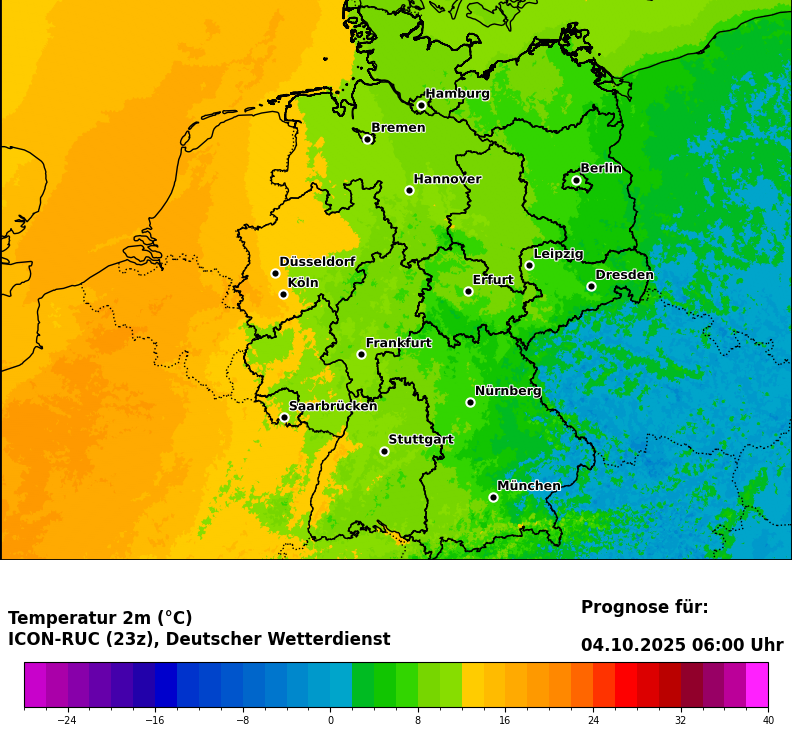 Hamburg
Bremen
Berlin
Hannover
Leipzig
Düsseldorf
Dresden
Erfurt
Köln
Frankfurt
Nürnberg
Saarbrücken
Stuttgart
München
Temperatur 2m (°C)
ICON-RUC (23z), Deutscher Wetterdienst
Prognose für:
04.10.2025 06:00 Uhr
−24 −16 −8 0 8 16 24 32 40